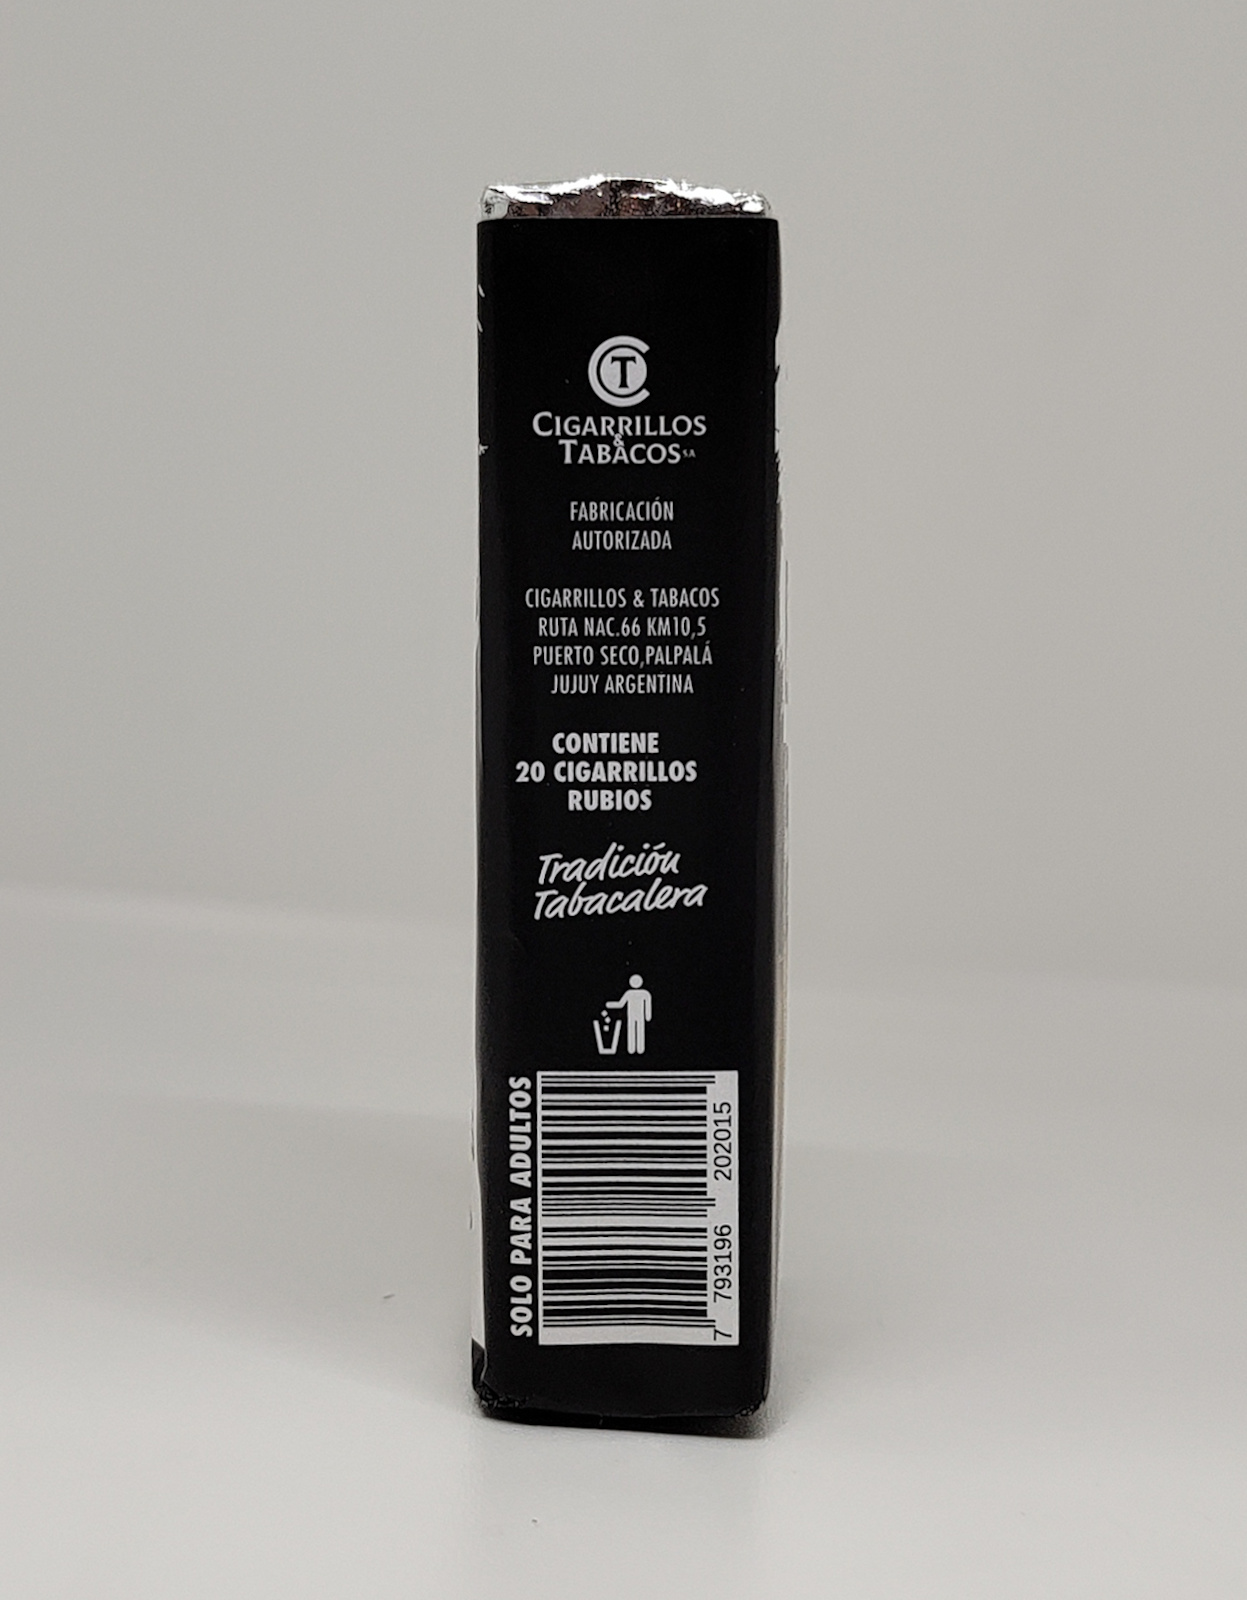 CT
CIGARRILLOS
&
TABACOS SA
FABRICACIÓN
AUTORIZADA
CIGARRILLOS & TABACOS
RUTA NAC.66 KM10,5
PUERTO SECO,PALPALÁ
JUJUY ARGENTINA
CONTIENE
20 CIGARRILLOS
RUBIOS
Tradición
Tabacalera
SOLO PARA ADULTOS
7 793196 202015